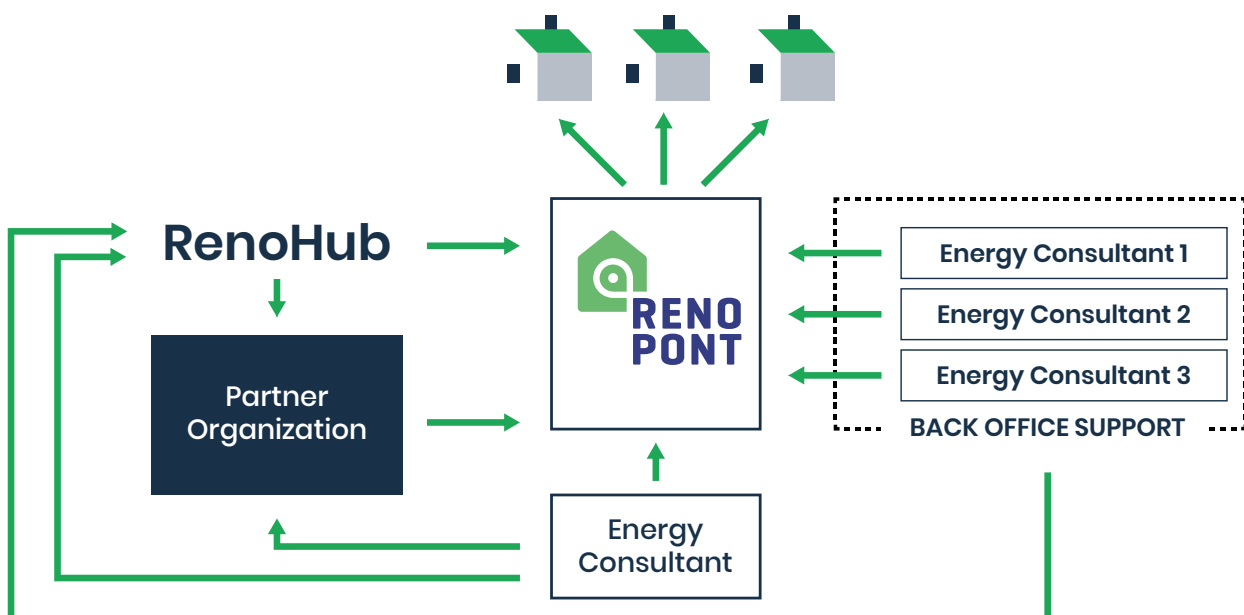 RenoHub
Partner
Organization
RENO
PONT
Energy
Consultant
Energy Consultant 1
Energy Consultant 2
Energy Consultant 3
BACK OFFICE SUPPORT